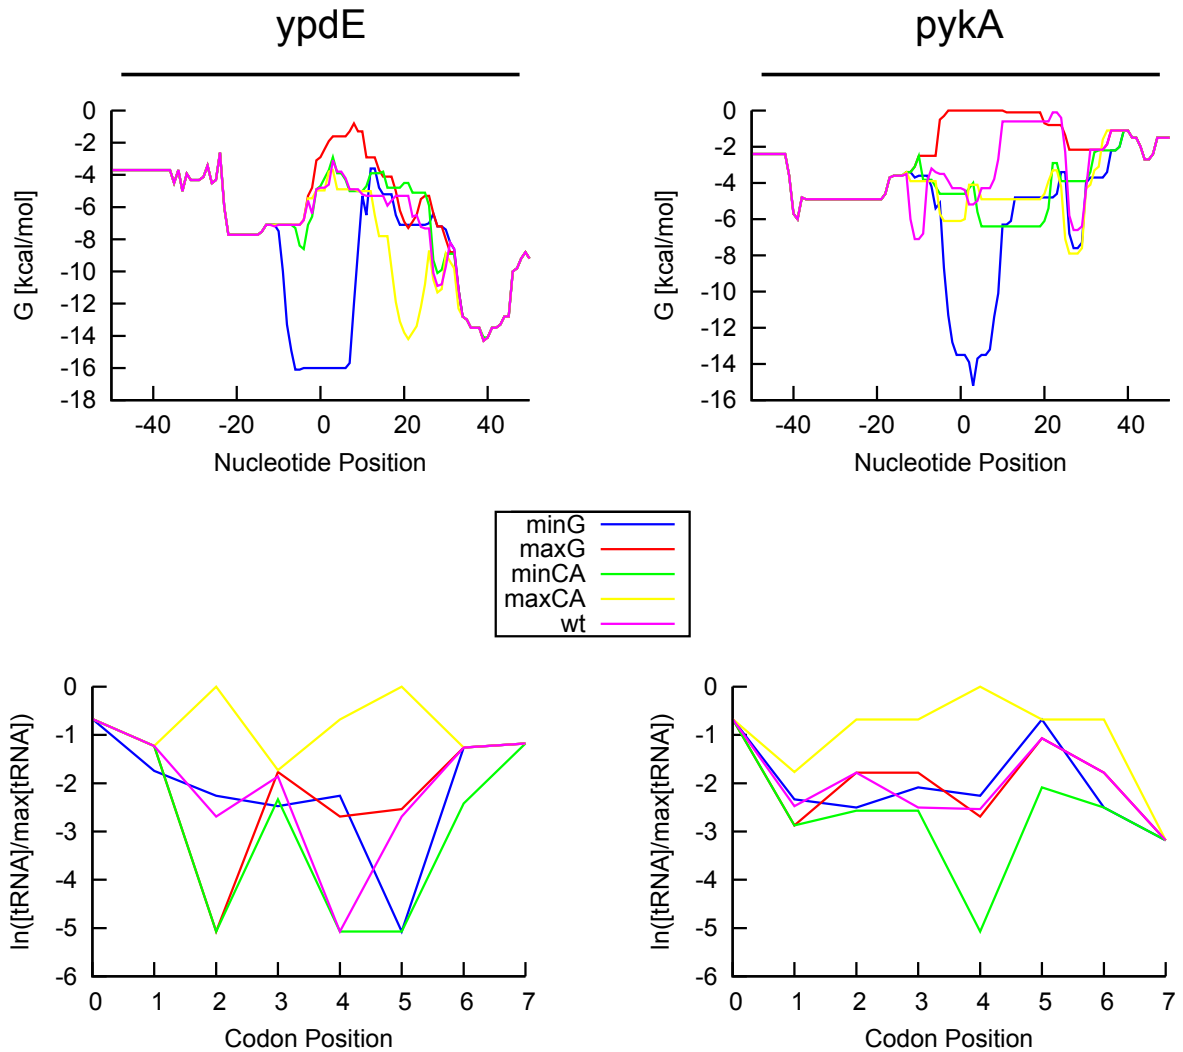 ypdE
pykA
0
-2
-4
-6
-8
-10
-12
-14
-16
-18
G [kcal/mol]
-40
-20
0
20
40
Nucleotide Position
0
-2
-4
-6
-8
-10
-12
-14
-16
G [kcal/mol]
-40
-20
0
20
40
Nucleotide Position
minG
maxG
minCA
maxCA
wt
0
-1
-2
-3
-4
-5
-6
ln([tRNA]/max[tRNA])
0 1 2 3 4 5 6 7
Codon Position
0
-1
-2
-3
-4
-5
-6
ln([tRNA]/max[tRNA])
0 1 2 3 4 5 6 7
Codon Position